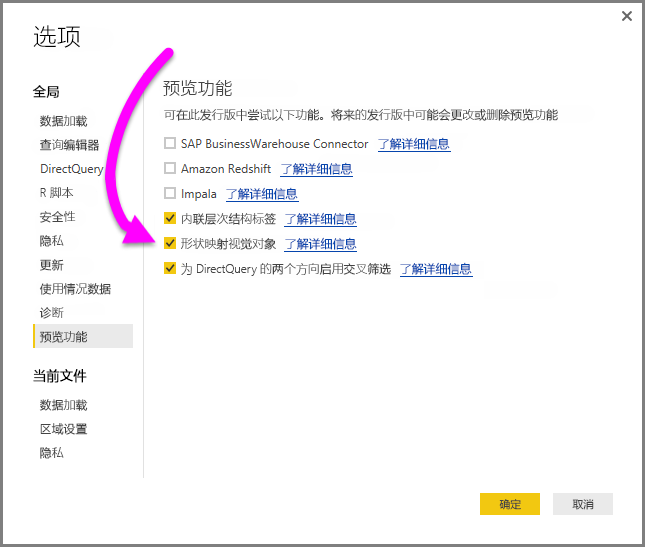 选项
全局
数据加载
查询编辑器
DirectQuery
R 脚本
安全性
隐私
更新
使用情况数据
诊断
预览功能
当前文件
数据加载
区域设置
隐私
预览功能
可在此发行版中尝试以下功能。将来的发行版中可能会更改或删除预览功能
SAP BusinessWarehouse Connector 了解详细信息
Amazon Redshift 了解详细信息
Impala 了解详细信息
内联层次结构标签 了解详细信息
形状映射视觉对象 了解详细信息
为 DirectQuery 的两个方向启用交叉筛选 了解详细信息
确定
取消